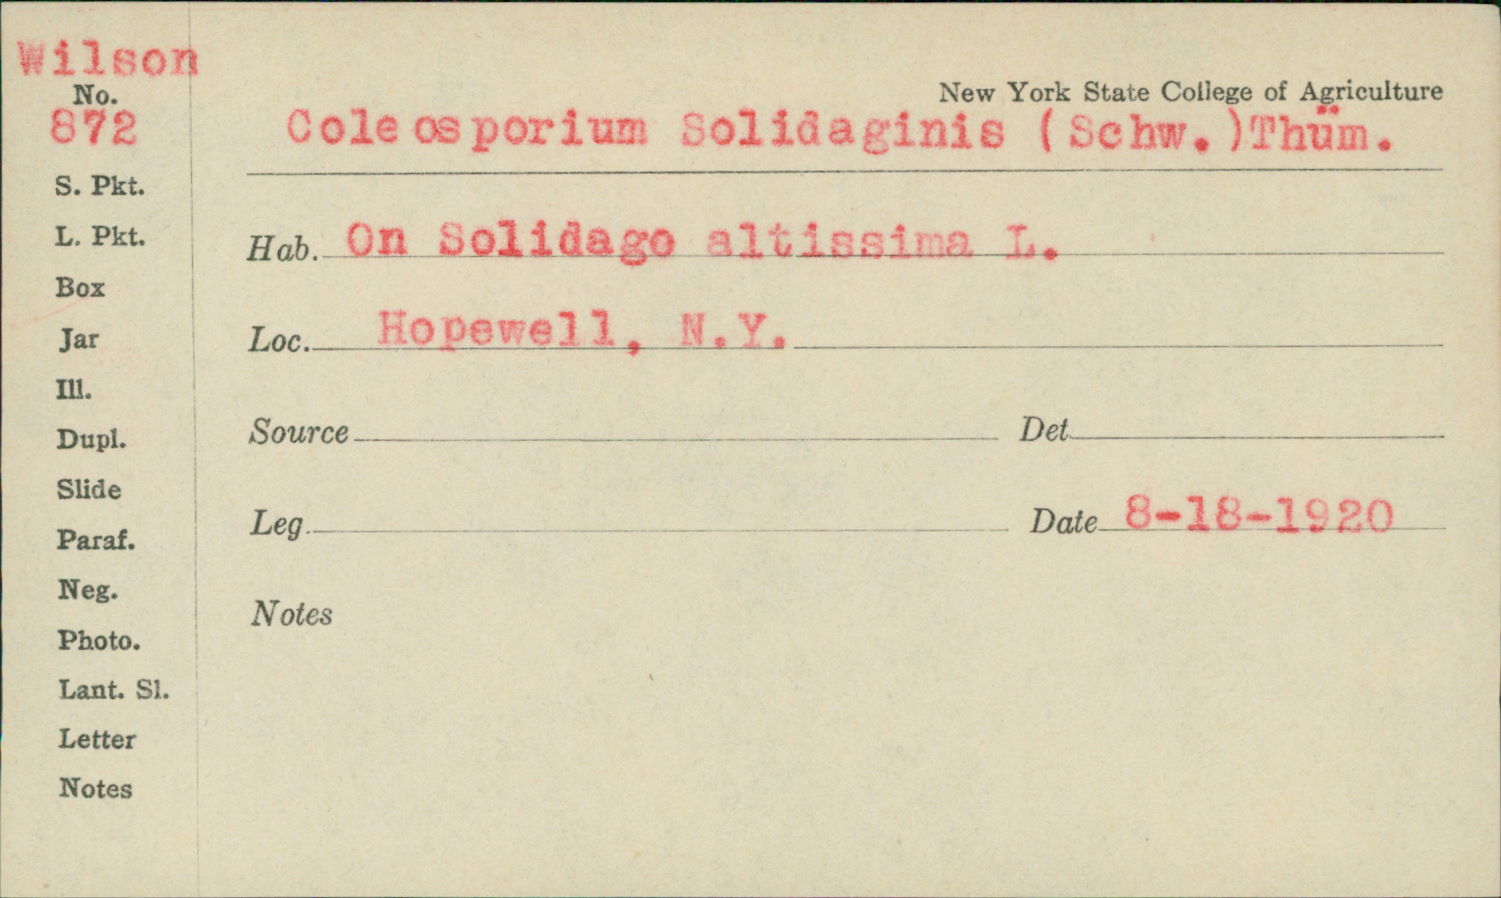 Wilson
No.
872
S. Pkt.
L. Pkt.
Box
Jar
Ill.
Dupl.
Slide
Paraf.
Neg.
Photo.
Lant. Sl.
Letter
Notes
New York State College of Agriculture
Coleosporium Solidaginis (Schw.)Thüm.
Hab. On Solidago altissima L.
Loc. Hopewell, N.Y.
Source Det.
Leg. Date 8-18-1920
Notes